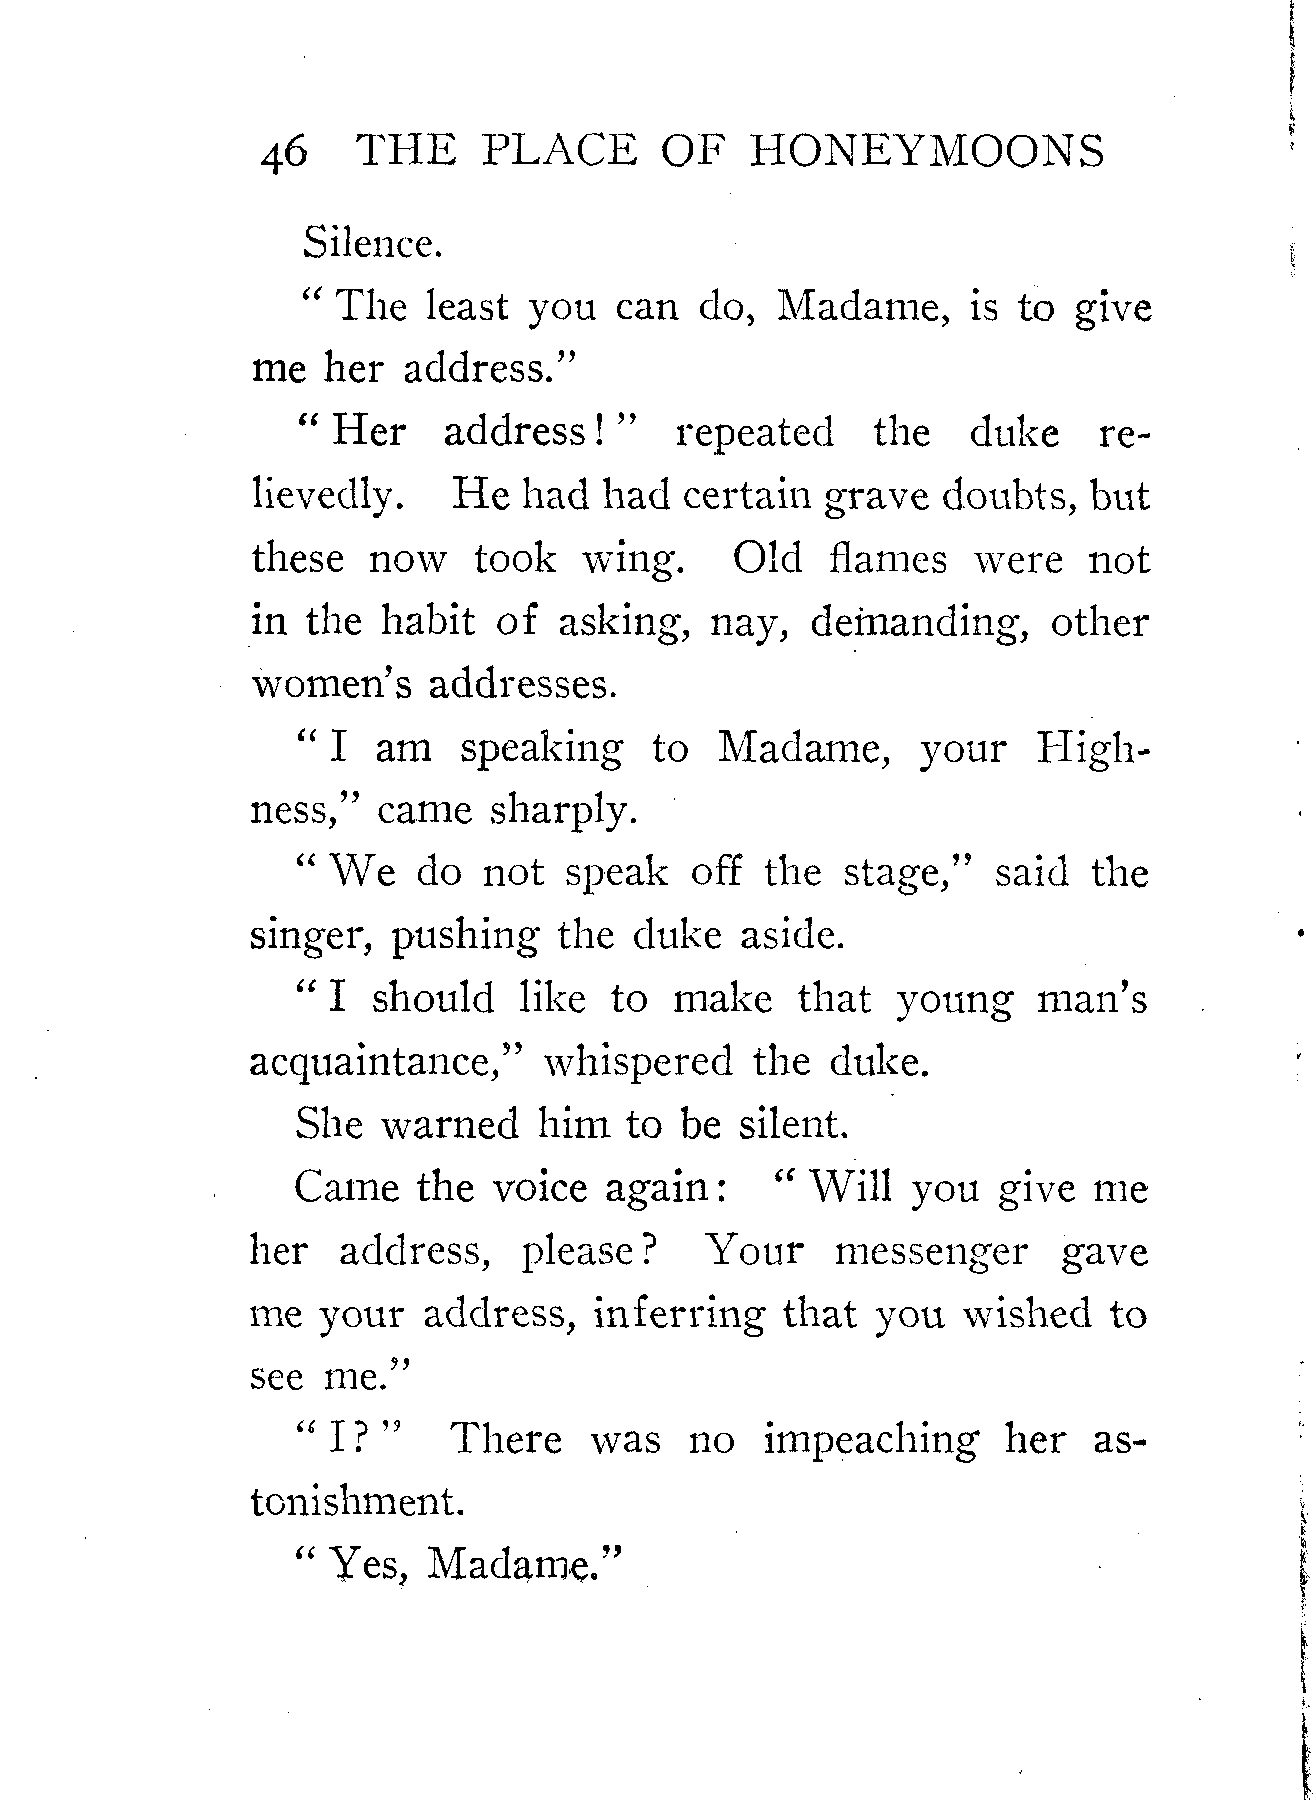 46 THE PLACE OF HONEYMOONS
Silence.
“ The least you can do, Madame, is to give
me her address.”
“ Her address! ” repeated the duke re-
lievedly. He had had certain grave doubts, but
these now took wing. Old flames were not
in the habit of asking, nay, demanding, other
women's addresses.
“ I am speaking to Madame, your High-
ness,” came sharply.
“ We do not speak off the stage,” said the
singer, pushing the duke aside.
“ I should like to make that young man's
acquaintance,” whispered the duke.
She warned him to be silent.
Came the voice again: “ Will you give me
her address, please? Your messenger gave
me your address, inferring that you wished to
see me.”
“ I? ” There was no impeaching her as-
tonishment.
“ Yes, Madame.”